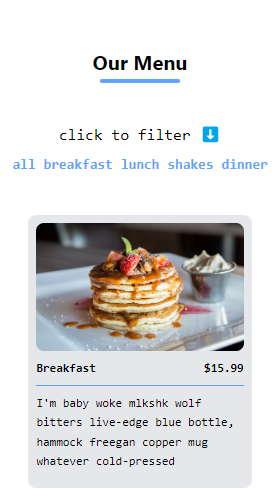 Our Menu
click to filter ⬇️
all breakfast lunch shakes dinner
Breakfast $15.99
I'm baby woke mlkshk wolf
bitters live-edge blue bottle,
hammock freegan copper mug
whatever cold-pressed